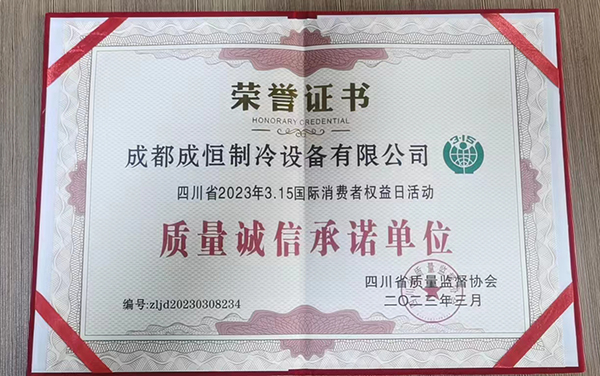 荣誉证书
HONORARY CREDENTIAL
成都成恒制冷设备有限公司
3·15
四川省2023年3.15国际消费者权益日活动
质量诚信承诺单位
四川省质量监督协会
编号:zljd20230308234
二〇二三年三月